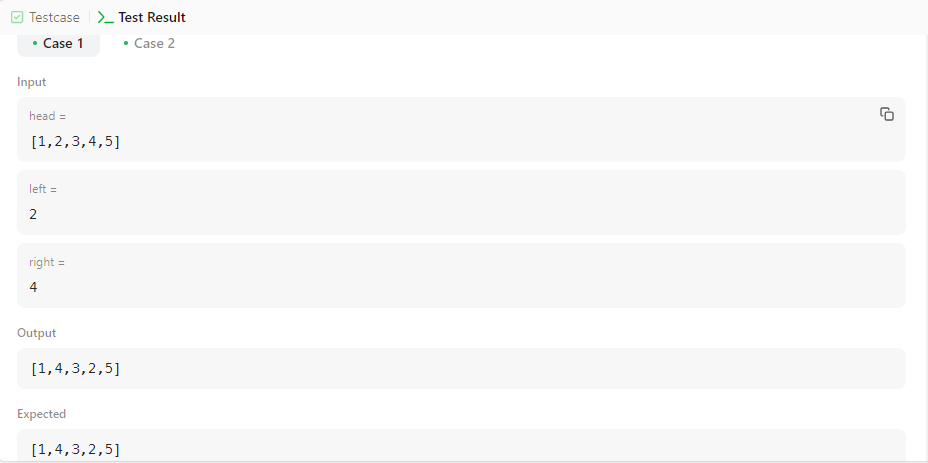 Testcase Test Result
Case 1 Case 2
Input
head =
[1,2,3,4,5]
left =
2
right =
4
Output
[1,4,3,2,5]
Expected
[1,4,3,2,5]